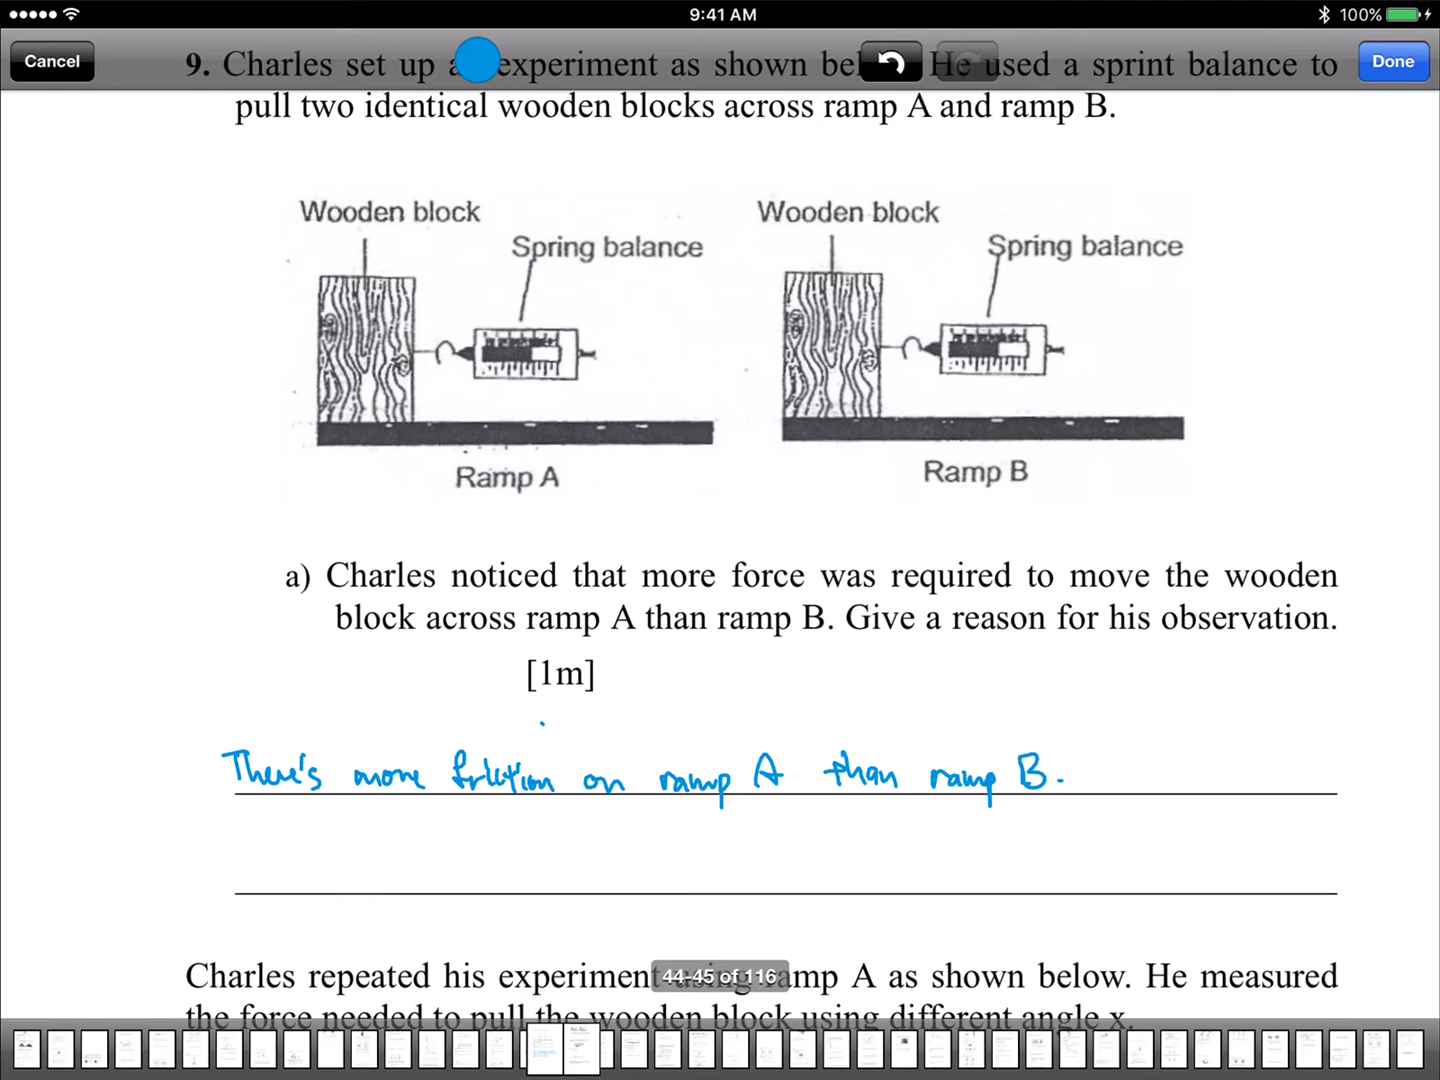 9:41 AM
100%
Cancel
Done
9. Charles set up experiment as shown He used a sprint balance to
pull two identical wooden blocks across ramp A and ramp B.
Wooden block
Spring balance
Ramp A
Wooden block
Spring balance
Ramp B
a) Charles noticed that more force was required to move the wooden
block across ramp A than ramp B. Give a reason for his observation.
[1m]
There's more friction on ramp A than ramp B.
Charles repeated his experiment ramp A as shown below. He measured
44-45 of 116
the force needed to pull the wooden block using different angle x.